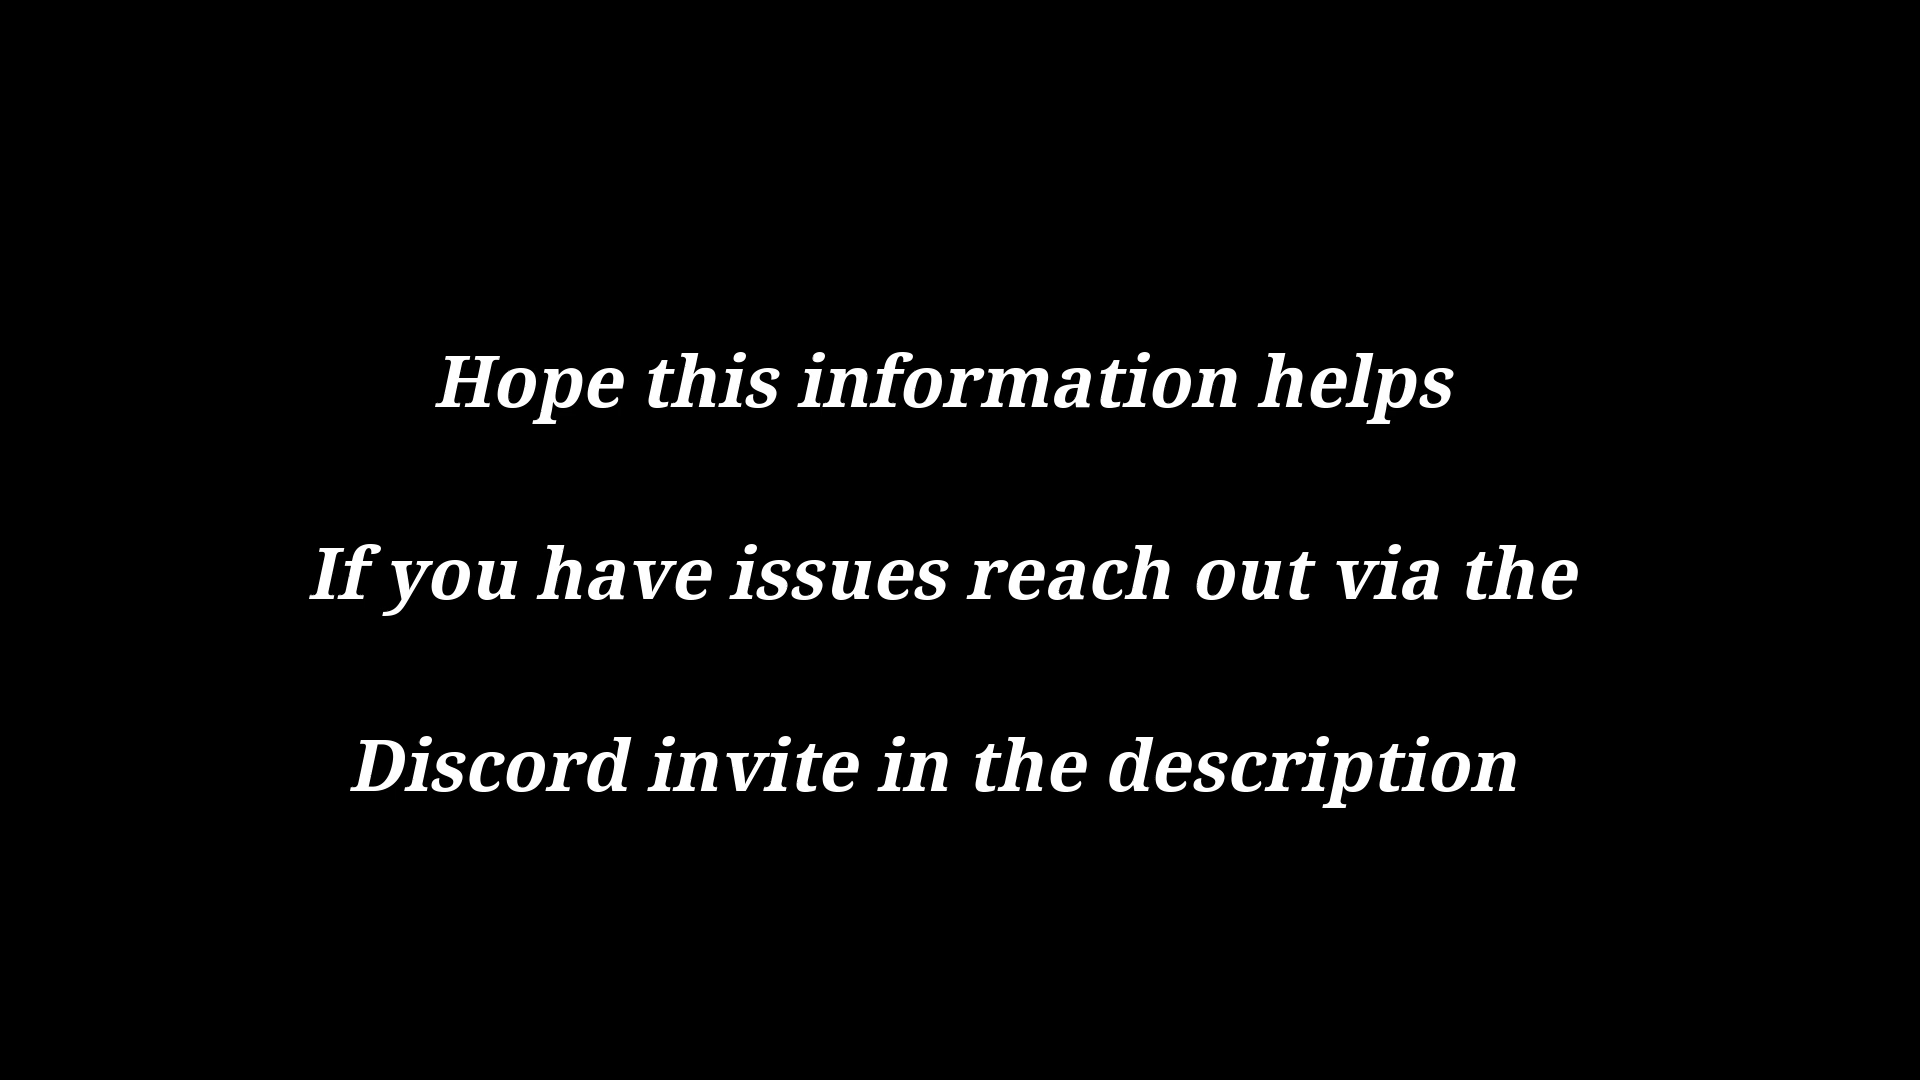 Hope this information helps
If you have issues reach out via the
Discord invite in the description